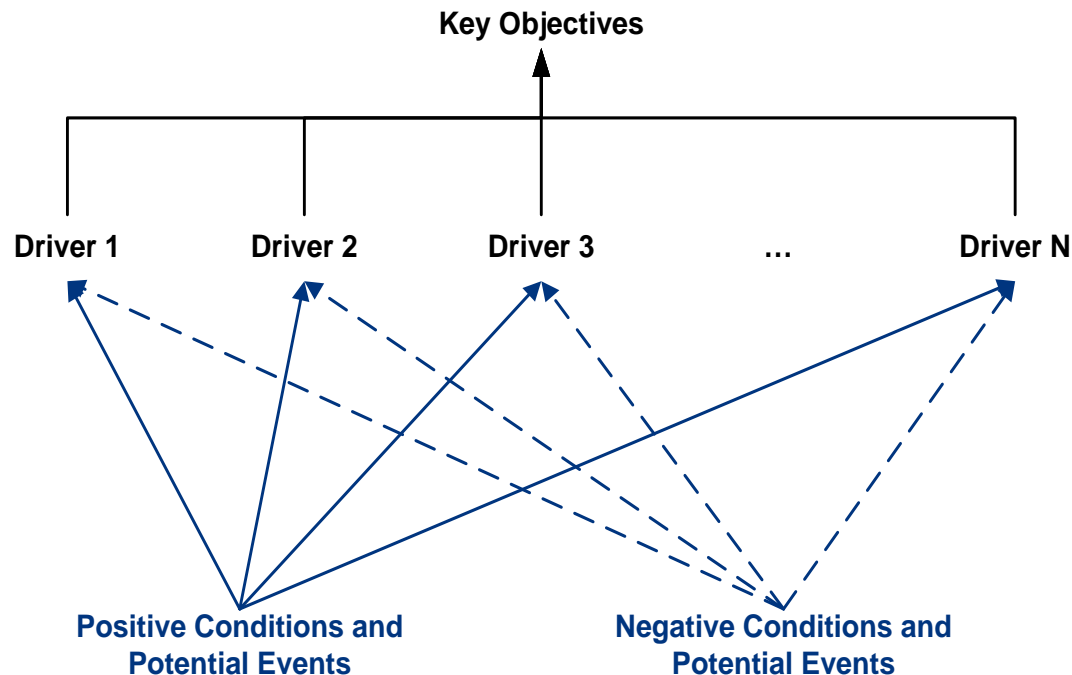 Key Objectives
Driver 1 Driver 2 Driver 3 … Driver N
Positive Conditions and
Potential Events
Negative Conditions and
Potential Events